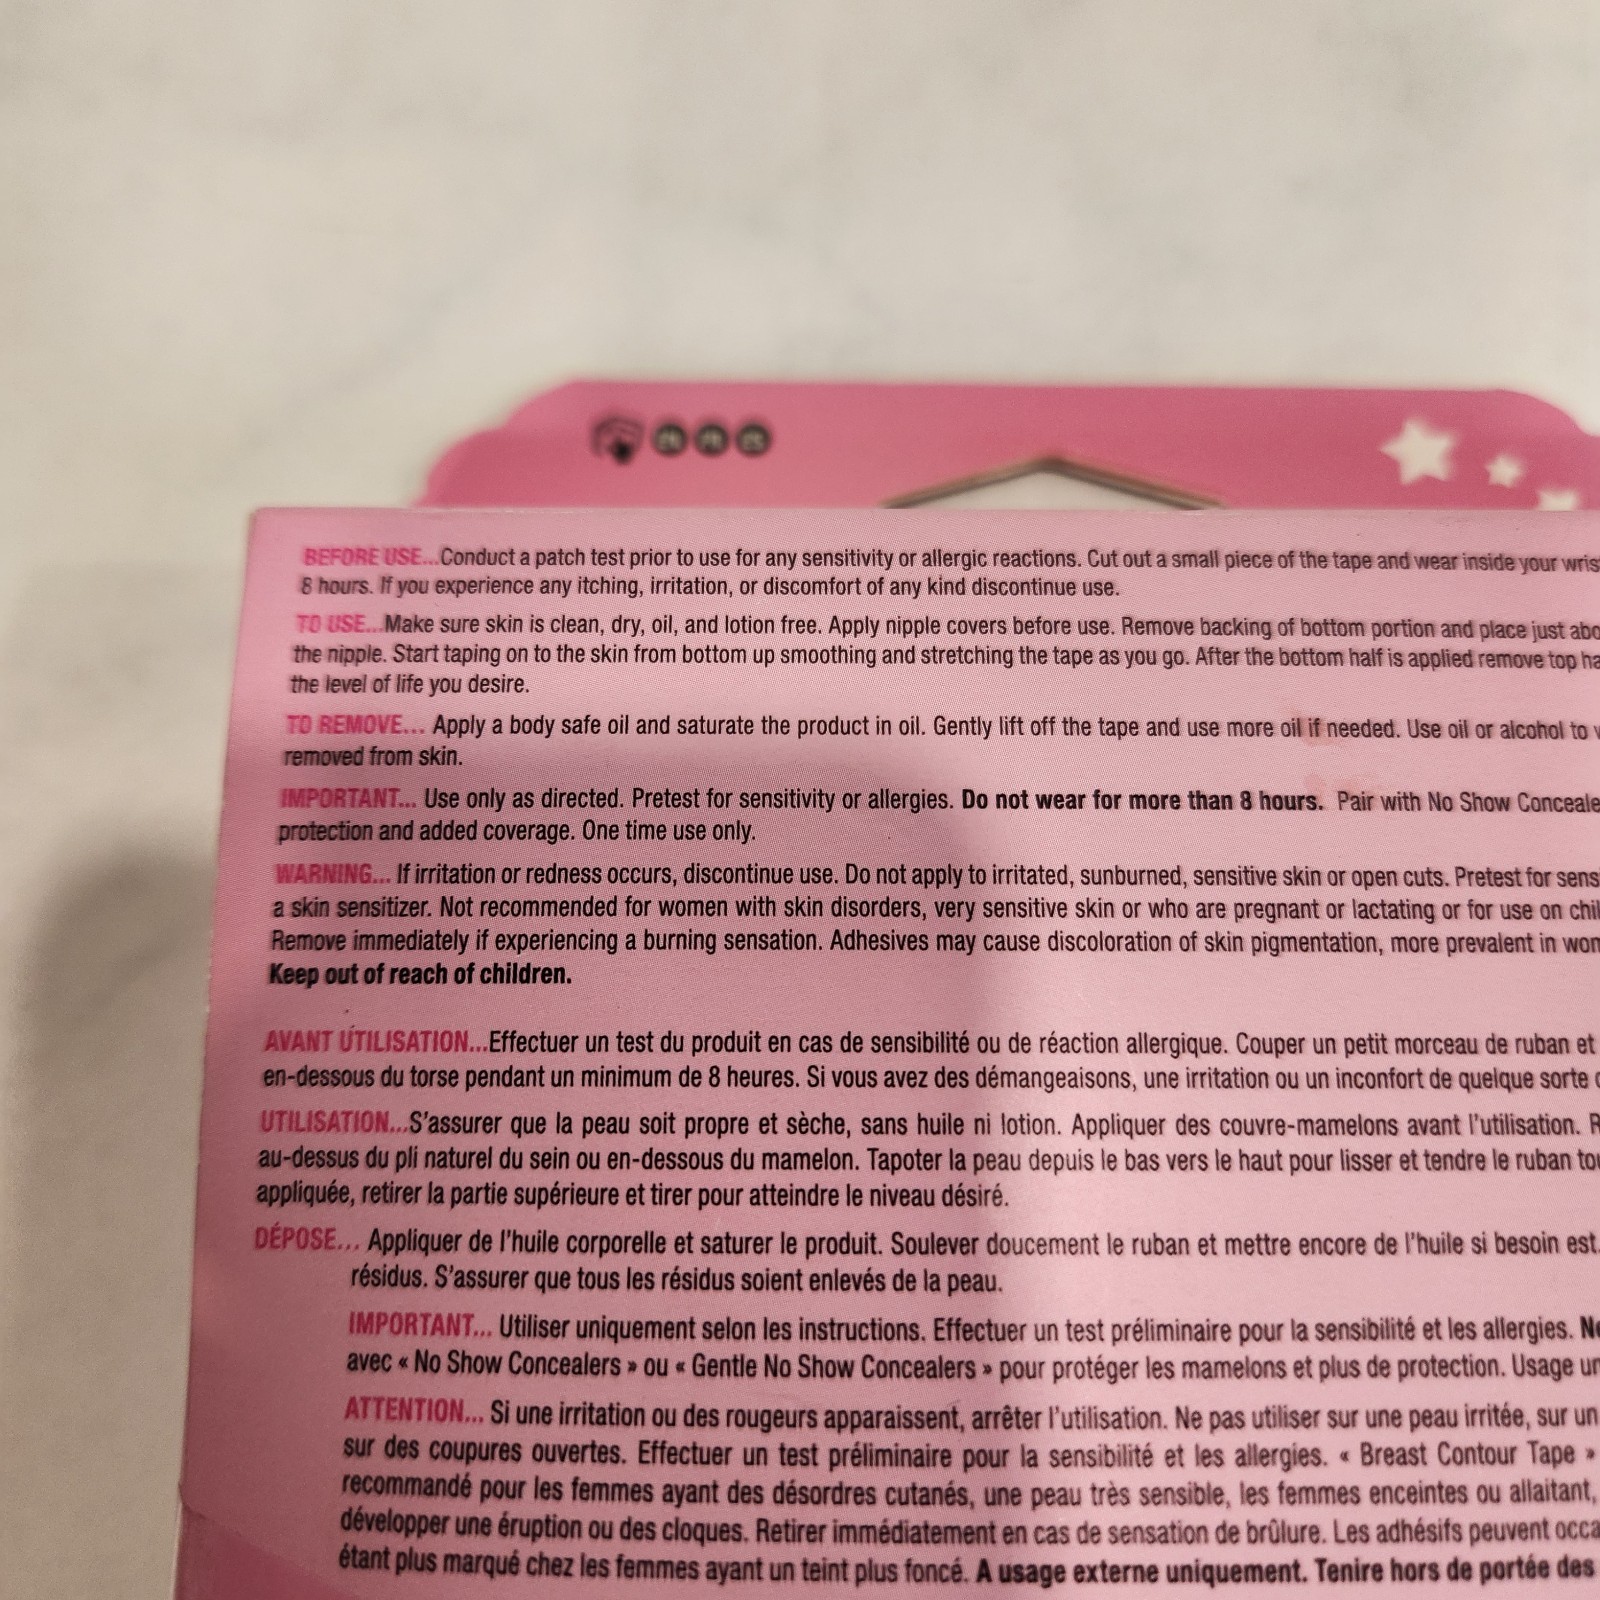 EN FR ES
BEFORE USE...Conduct a patch test prior to use for any sensitivity or allergic reactions. Cut out a small piece of the tape and wear inside your
8 hours. If you experience any itching, irritation, or discomfort of any kind discontinue use.
TO USE...Make sure skin is clean, dry, oil, and lotion free. Apply nipple covers before use. Remove backing of bottom portion and place just
the nipple. Start taping on to the skin from bottom up smoothing and stretching the tape as you go. After the bottom half is applied remove top
the level of life you desire.
TO REMOVE... Apply a body safe oil and saturate the product in oil. Gently lift off the tape and use more oil if needed. Use oil or alcohol to
removed from skin.
IMPORTANT... Use only as directed. Pretest for sensitivity or allergies. Do not wear for more than 8 hours. Pair with No Show
protection and added coverage. One time use only.
WARNING... If irritation or redness occurs, discontinue use. Do not apply to irritated, sunburned, sensitive skin or open cuts. Pretest for
a skin sensitizer. Not recommended for women with skin disorders, very sensitive skin or who are pregnant or lactating or for use on
Remove immediately if experiencing a burning sensation. Adhesives may cause discoloration of skin pigmentation, more prevalent in
Keep out of reach of children.
AVANT ÚTILISATION...Effectuer un test du produit en cas de sensibilité ou de réaction allergique. Couper un petit morceau de ruban et
en-dessous du torse pendant un minimum de 8 heures. Si vous avez des démangeaisons, une irritation ou un inconfort de quelque sorte
UTILISATION...S'assurer que la peau soit propre et sèche, sans huile ni lotion. Appliquer des couvre-mamelons avant l'utilisation.
au-dessus du pli naturel du sein ou en-dessous du mamelon. Tapoter la peau depuis le bas vers le haut pour lisser et tendre le ruban
appliquée, retirer la partie supérieure et tirer pour atteindre le niveau désiré.
DÉPOSE... Appliquer de l'huile corporelle et saturer le produit. Soulever doucement le ruban et mettre encore de l'huile si besoin est.
résidus. S'assurer que tous les résidus soient enlevés de la peau.
IMPORTANT... Utiliser uniquement selon les instructions. Effectuer un test préliminaire pour la sensibilité et les allergies.
avec « No Show Concealers » ou « Gentle No Show Concealers » pour protéger les mamelons et plus de protection. Usage
ATTENTION... Si une irritation ou des rougeurs apparaissent, arrêter l'utilisation. Ne pas utiliser sur une peau irritée, sur
sur des coupures ouvertes. Effectuer un test préliminaire pour la sensibilité et les allergies. « Breast Contour Tape »
recommandé pour les femmes ayant des désordres cutanés, une peau très sensible, les femmes enceintes ou allaitant,
développer une éruption ou des cloques. Retirer immédiatement en cas de sensation de brûlure. Les adhésifs peuvent
étant plus marqué chez les femmes ayant un teint plus foncé. A usage externe uniquement. Tenire hors de portée des